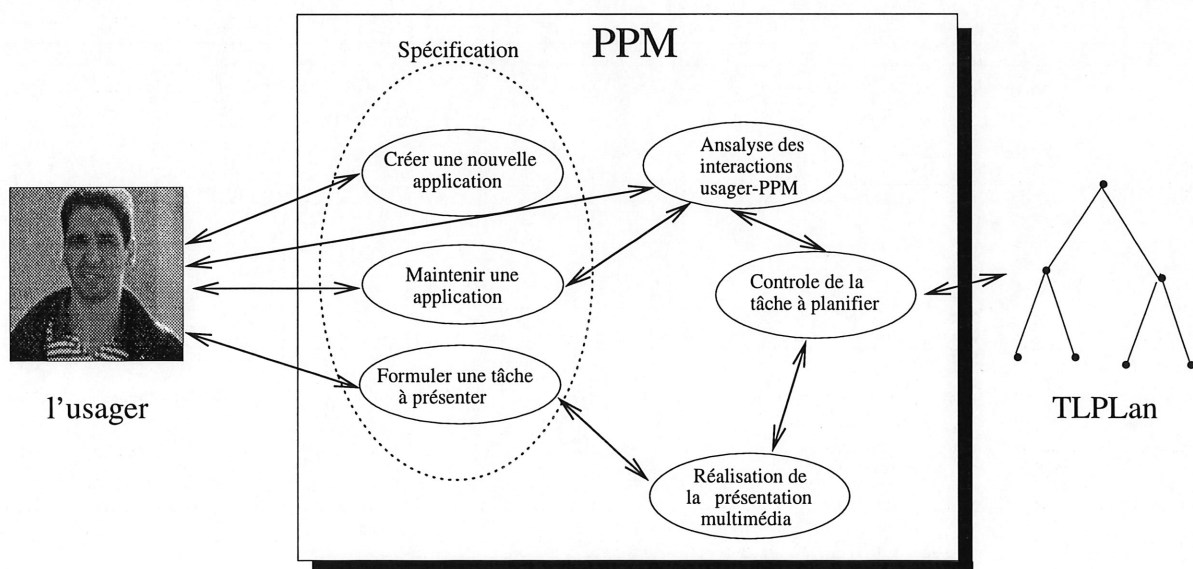 PPM
Spécification
Créer une nouvelle
application
Ansalyse des
interactions
usager-PPM
Maintenir une
application
Controle de la
tâche à planifier
Formuler une tâche
à présenter
l'usager
TLPLan
Réalisation de
la présentation
multimédia